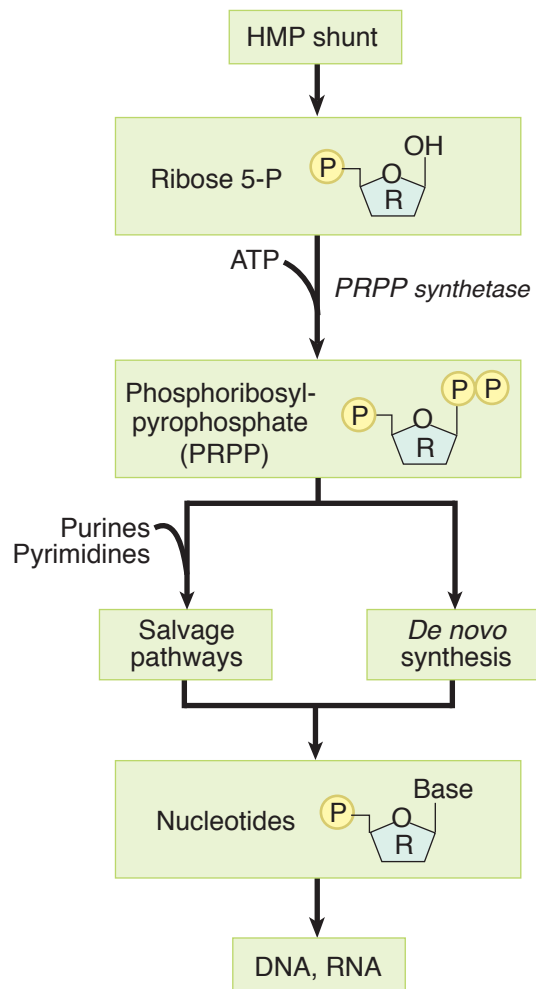 HMP shunt
Ribose 5-P
P
O
R
OH
ATP
PRPP synthetase
Phosphoribosyl-
pyrophosphate
(PRPP)
P
O
R
P P
Purines
Pyrimidines
Salvage
pathways
De novo
synthesis
Nucleotides
P
O
R
Base
DNA, RNA